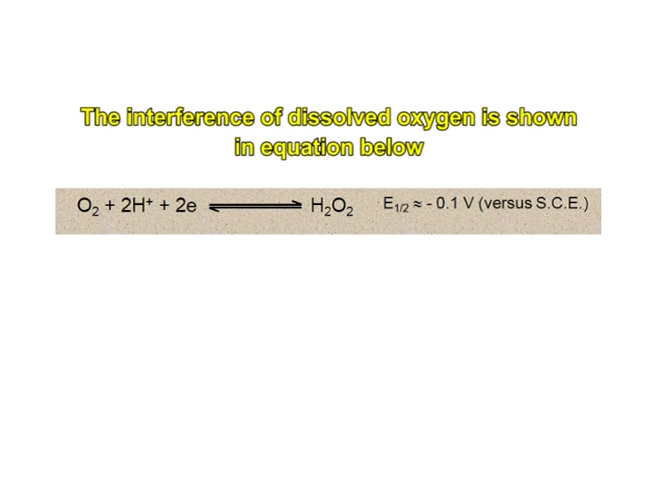 The interference of dissolved oxygen is shown
in equation below
O₂ + 2H⁺ + 2e ⇌ H₂O₂ E₁/₂ ≈ - 0.1 V (versus S.C.E.)